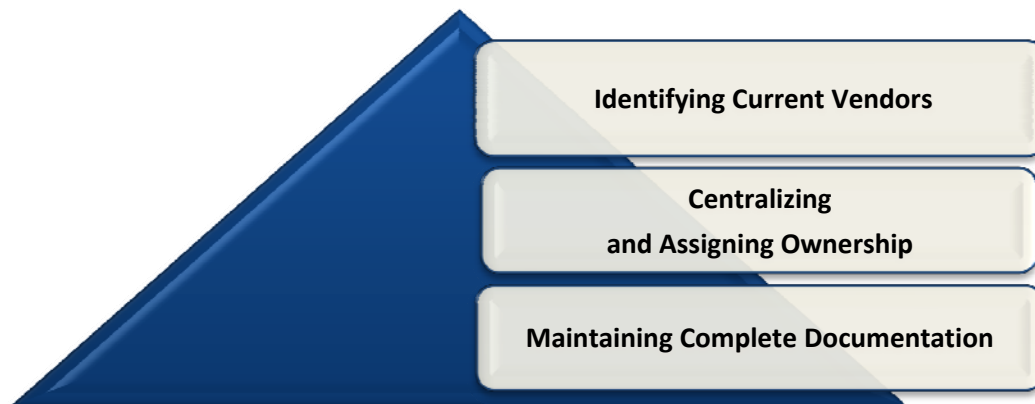 Identifying Current Vendors
Centralizing
and Assigning Ownership
Maintaining Complete Documentation